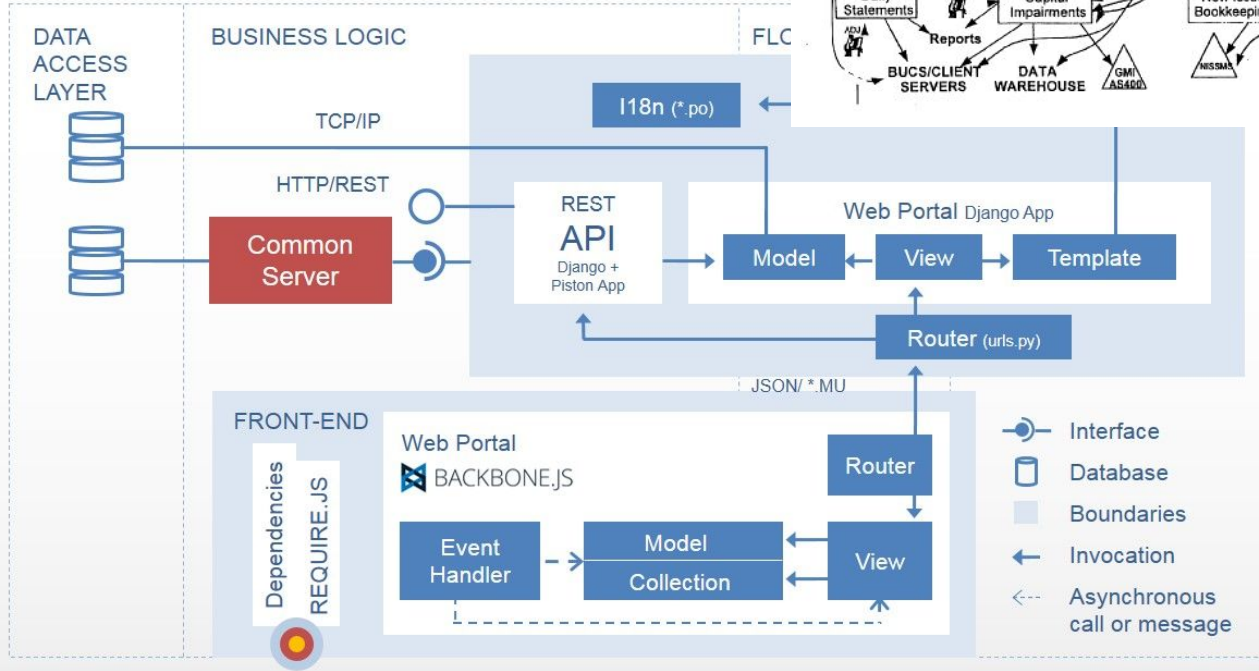 DATA
ACCESS
LAYER
BUSINESS LOGIC
Statements
Impairments
Bookkeepin
Reports
ADJ
BUCS/CLIENT
SERVERS
DATA
WAREHOUSE
GMI
AS400
NISSMS
I18n (*.po)
TCP/IP
HTTP/REST
Common
Server
REST
API
Django +
Piston App
Web Portal Django App
Model
View
Template
Router (urls.py)
JSON/ *.MU
FRONT-END
Dependencies
REQUIRE.JS
Web Portal
BACKBONE.JS
Router
Event
Handler
Model
Collection
View
Interface
Database
Boundaries
Invocation
Asynchronous
call or message